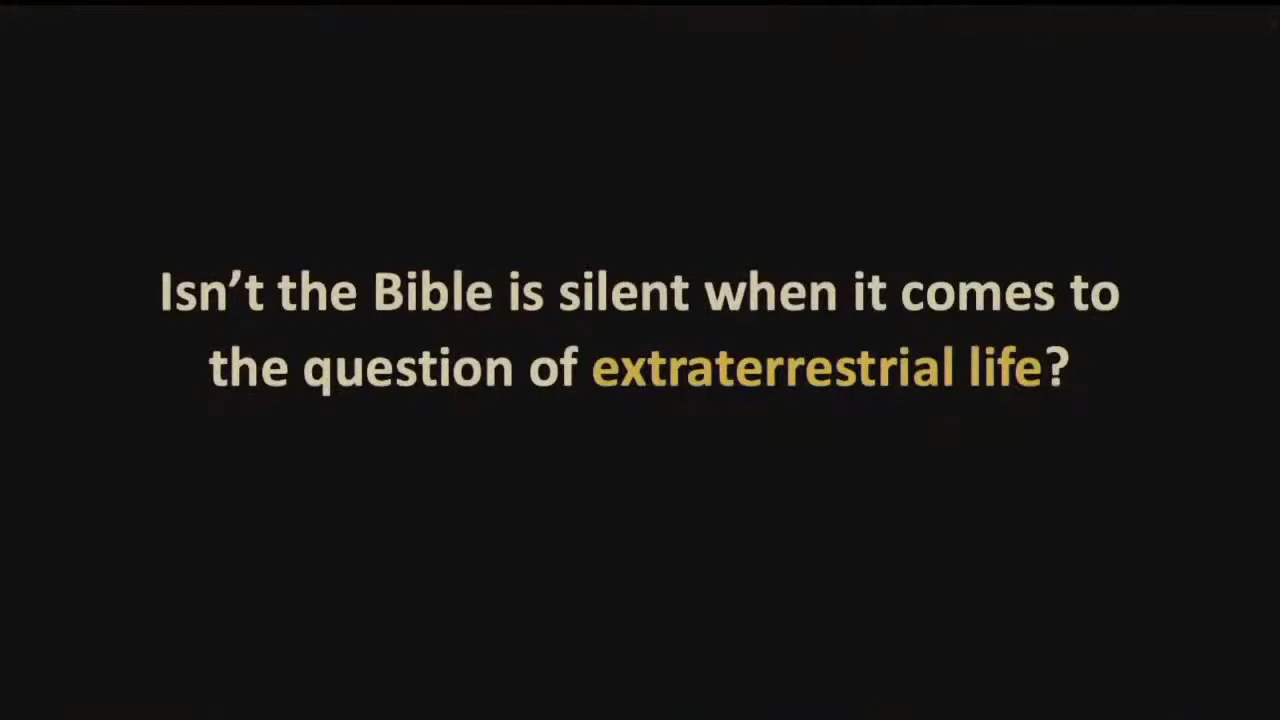 Isn’t the Bible is silent when it comes to
the question of extraterrestrial life?